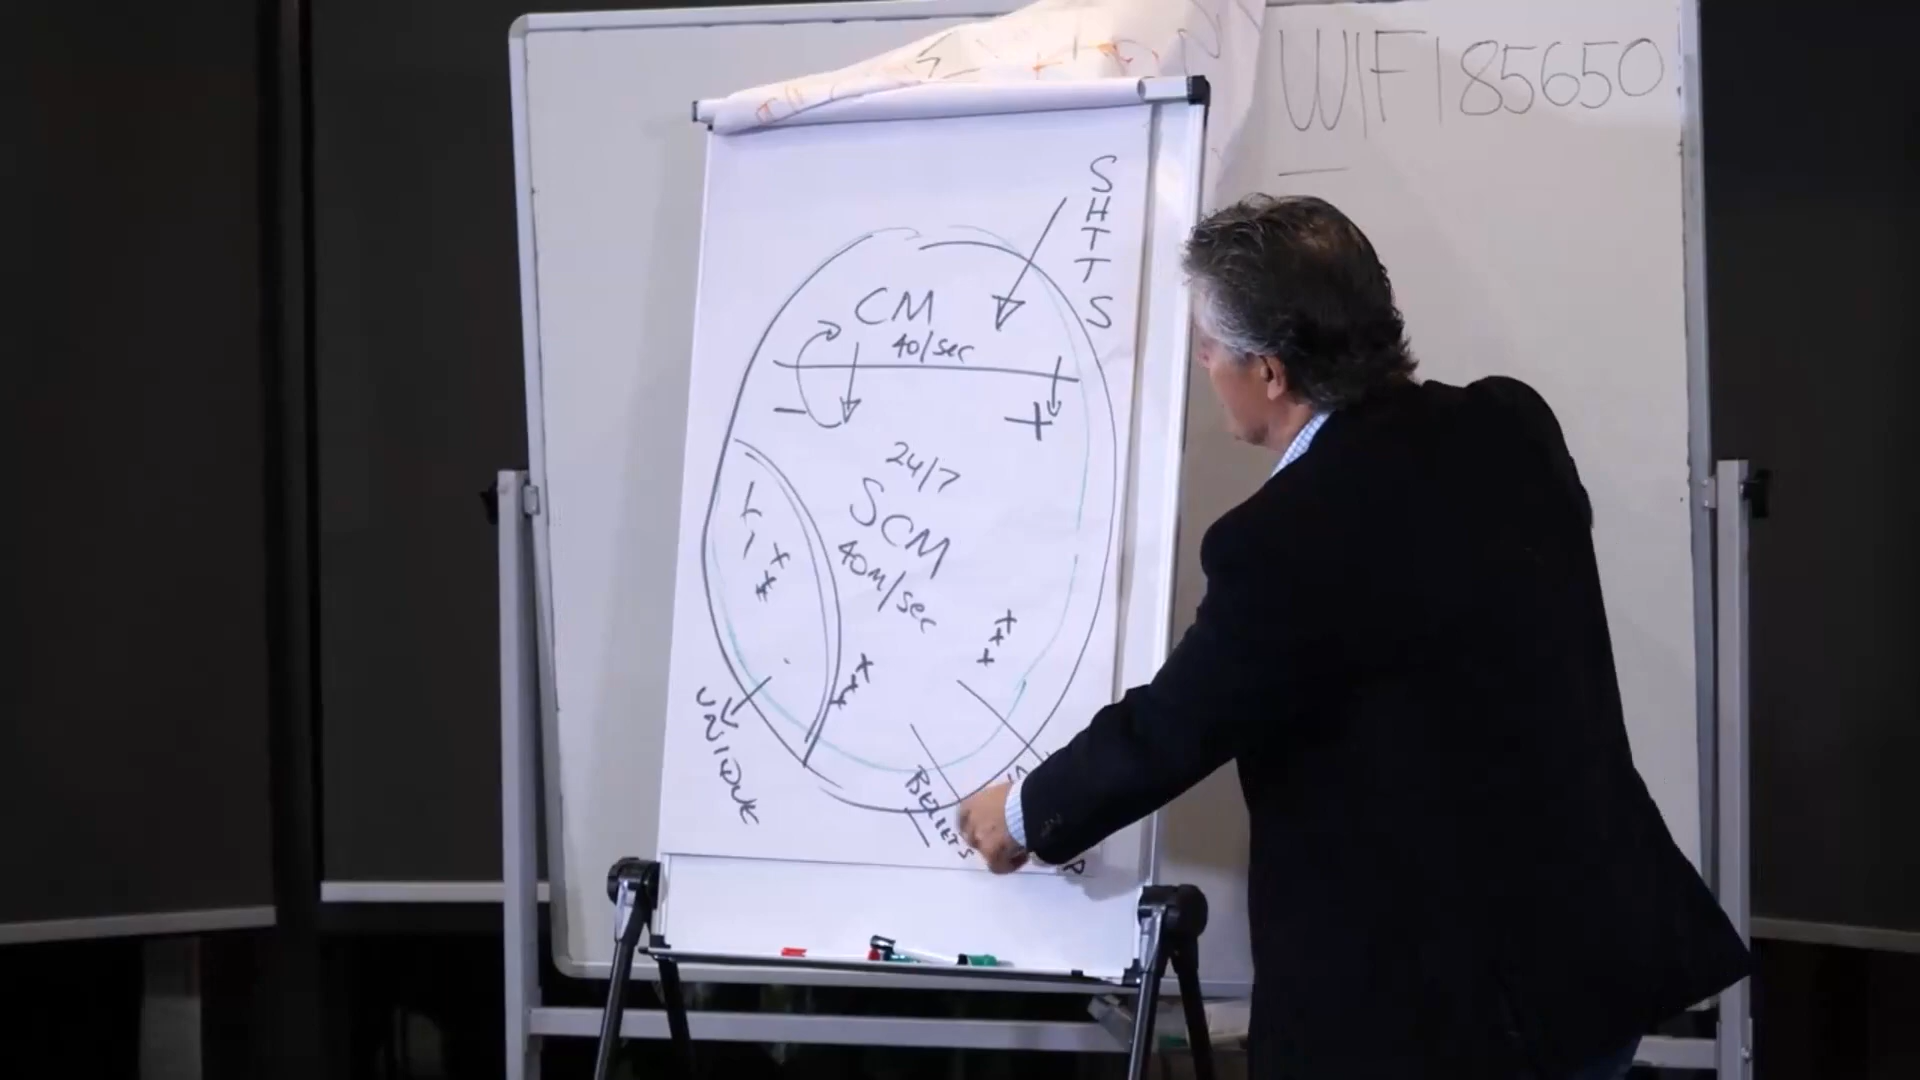 WIFI 85650
SHTTS
CM
40/sec
-
+
24/7
SCM
40M/sec
UNIQUE
BELIEFS